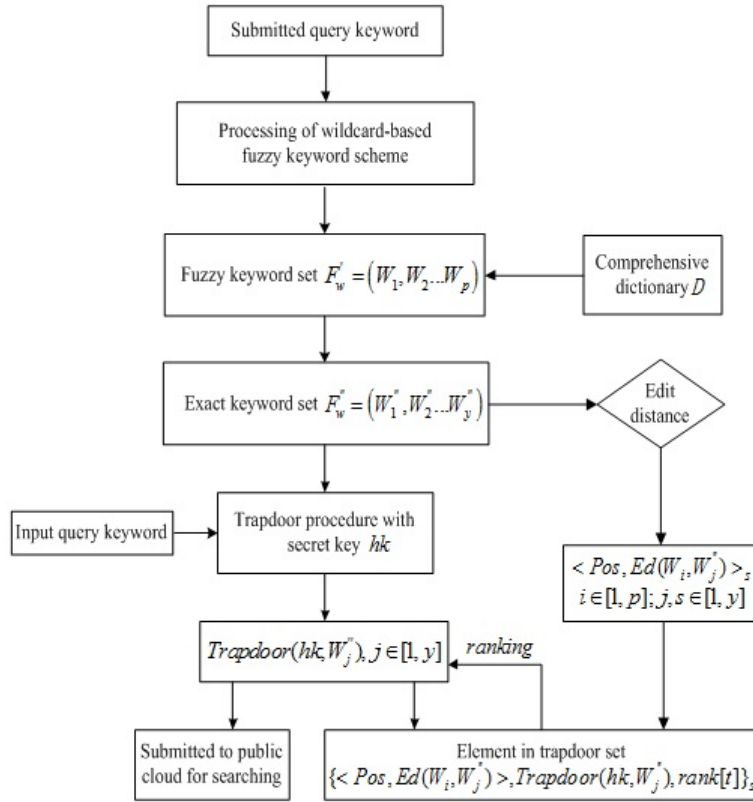 Submitted query keyword
Processing of wildcard-based
fuzzy keyword scheme
Fuzzy keyword set F'w = (W1, W2...Wp)
Comprehensive
dictionary D
Exact keyword set F''w = (W''1, W''2...W''y)
Edit
distance
Input query keyword
Trapdoor procedure with
secret key hk
< Pos, Ed(Wi, W''j) >s
i∈[1, p]; j, s∈[1, y]
Trapdoor(hk, W''j), j∈[1, y]
ranking
Submitted to public
cloud for searching
Element in trapdoor set
{< Pos, Ed(Wi, W''j) >, Trapdoor(hk, W''j), rank[t]}